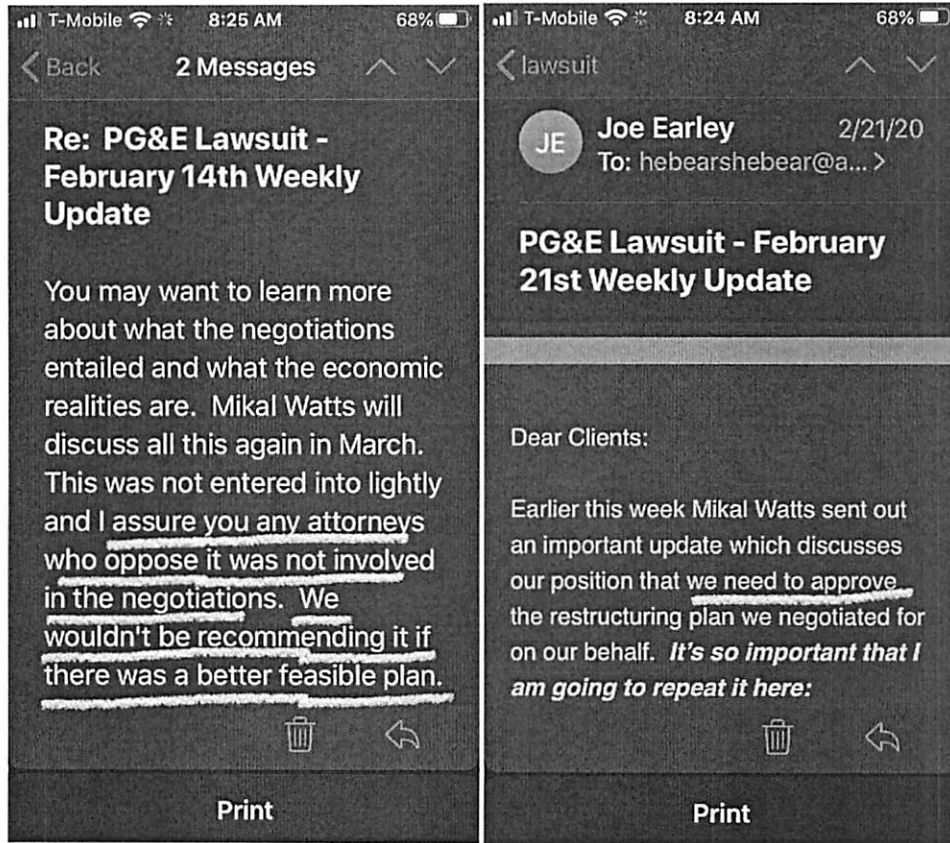 T-Mobile 8:25 AM 68%
Back 2 Messages
Re: PG&E Lawsuit -
February 14th Weekly
Update
You may want to learn more
about what the negotiations
entailed and what the economic
realities are. Mikal Watts will
discuss all this again in March.
This was not entered into lightly
and I assure you any attorneys
who oppose it was not involved
in the negotiations. We
wouldn't be recommending it if
there was a better feasible plan.
Print
T-Mobile 8:24 AM 68%
lawsuit
JE
Joe Earley 2/21/20
To: hebearshebear@a...
PG&E Lawsuit - February
21st Weekly Update
Dear Clients:
Earlier this week Mikal Watts sent out
an important update which discusses
our position that we need to approve
the restructuring plan we negotiated for
on our behalf. It's so important that I
am going to repeat it here:
Print